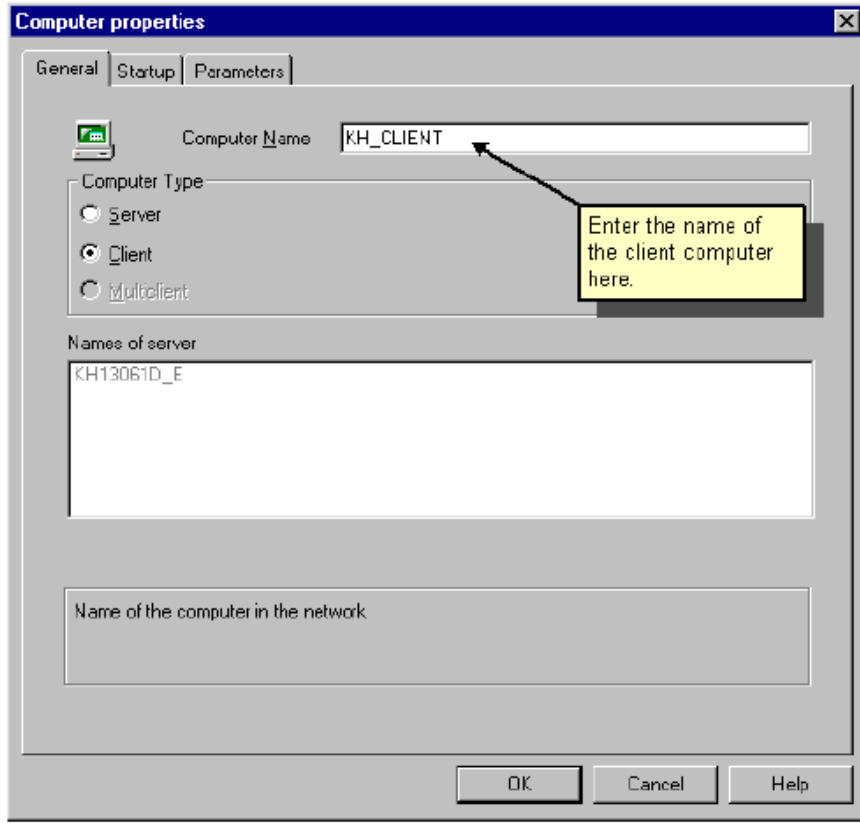 Computer properties
General Startup Parameters
Computer Name KH_CLIENT
Computer Type
Server
Client
Multiclient
Enter the name of
the client computer
here.
Names of server
KH13061D_E
Name of the computer in the network
OK Cancel Help